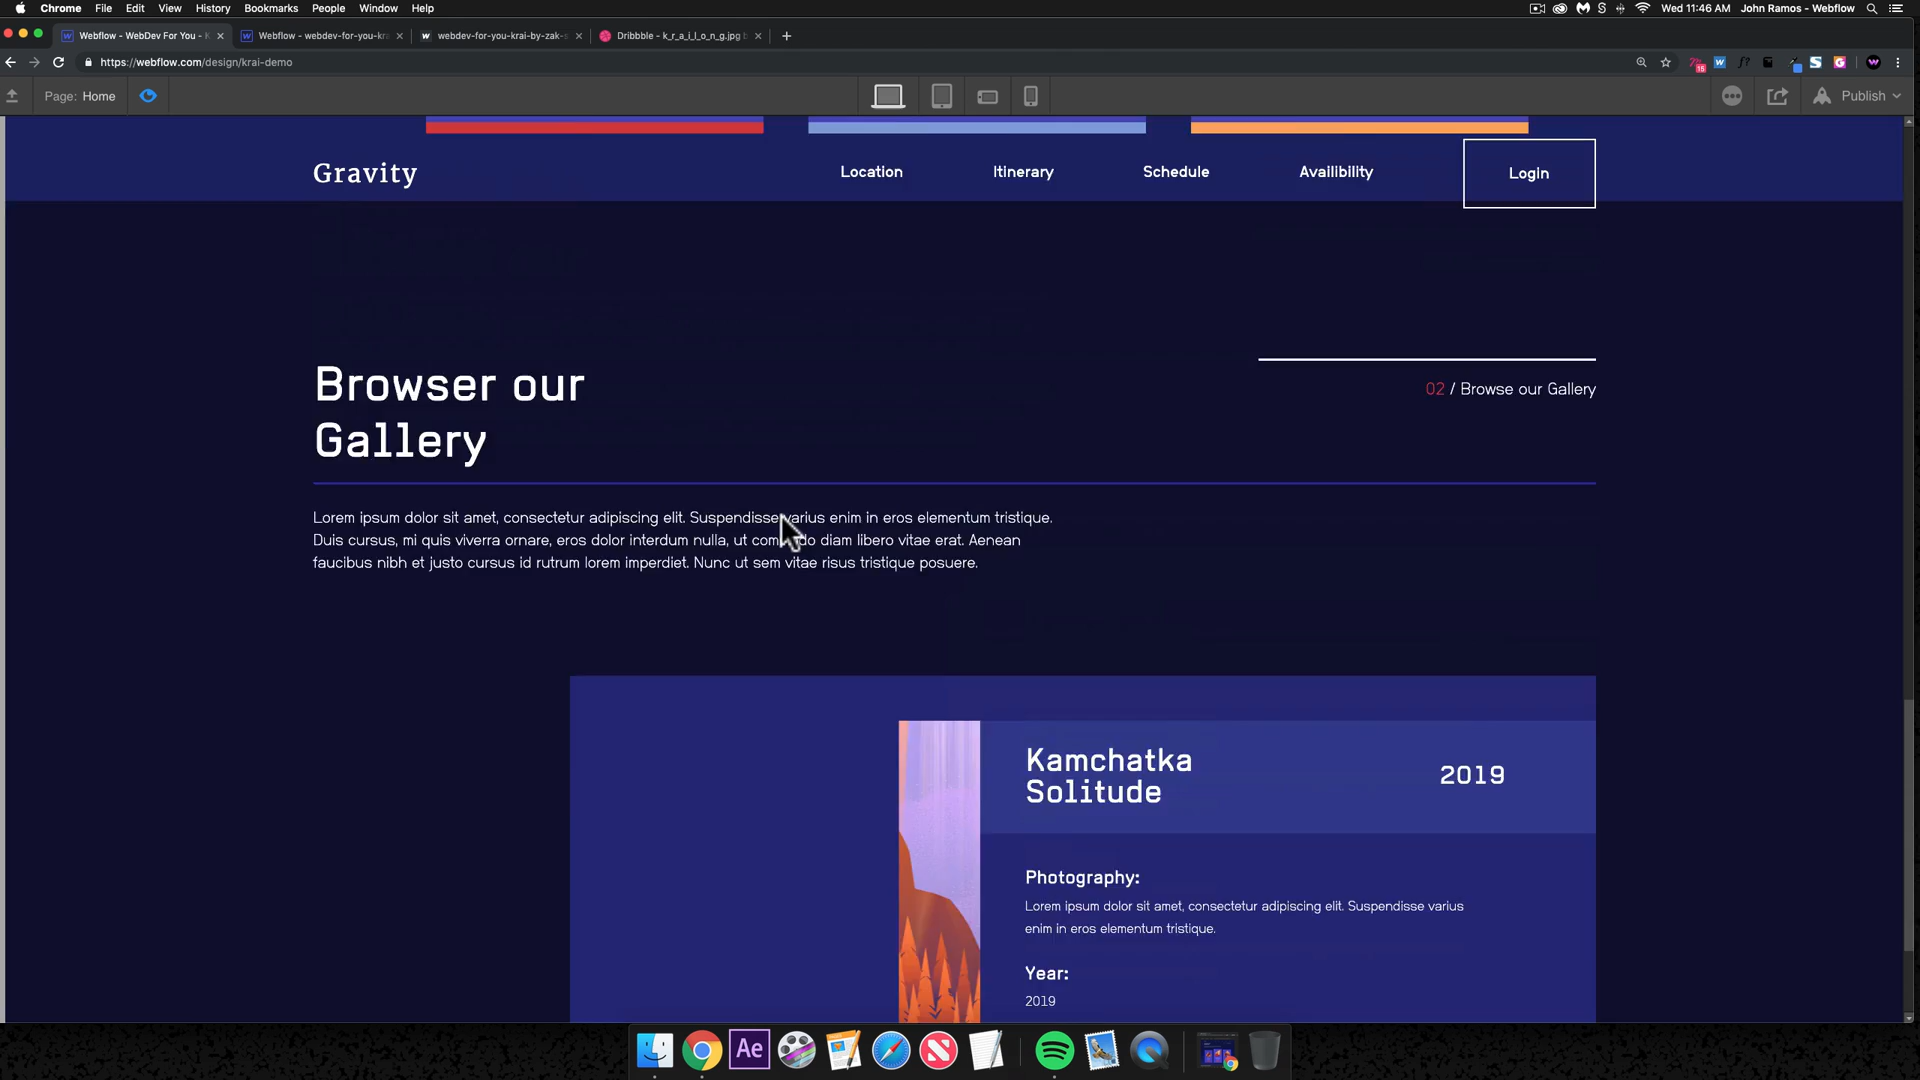 Chrome File Edit View History Bookmarks People Window Help
Wed 11:46 AM John Ramos - Webflow
Webflow - WebDev For You - K
Webflow - webdev-for-you-kra
webdev-for-you-krai-by-zak-s
Dribbble - k_r_a_i_l_o_n_g.jpg b
https://webflow.com/design/krai-demo
Page: Home
Publish
Gravity
Location
Itinerary
Schedule
Availibility
Login
Browser our
Gallery
02 / Browse our Gallery
Lorem ipsum dolor sit amet, consectetur adipiscing elit. Suspendisse varius enim in eros elementum tristique.
Duis cursus, mi quis viverra ornare, eros dolor interdum nulla, ut diam libero vitae erat. Aenean
faucibus nibh et justo cursus id rutrum lorem imperdiet. Nunc ut sem vitae risus tristique posuere.
Kamchatka
Solitude
2019
Photography:
Lorem ipsum dolor sit amet, consectetur adipiscing elit. Suspendisse varius
enim in eros elementum tristique.
Year:
2019
Ae